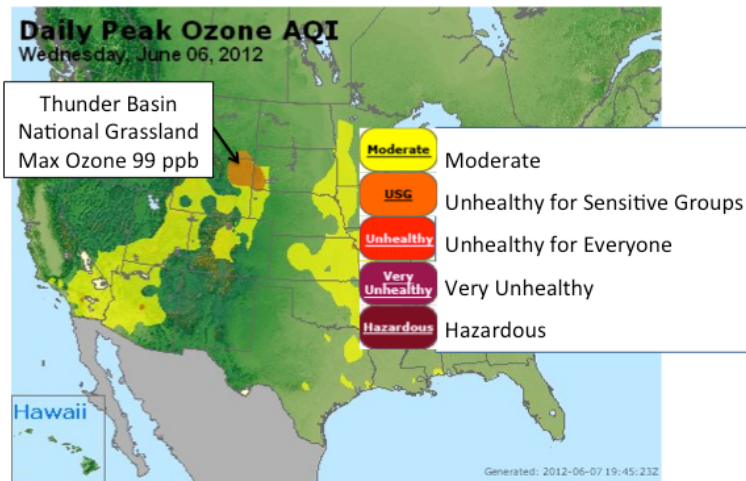 Daily Peak Ozone AQI
Wednesday, June 06, 2012
Thunder Basin
National Grassland
Max Ozone 99 ppb
Moderate
Moderate
USG
Unhealthy for Sensitive Groups
Unhealthy
Unhealthy for Everyone
Very
Unhealthy
Very Unhealthy
Hazardous
Hazardous
Hawaii
Generated: 2012-06-07 19:45:23Z